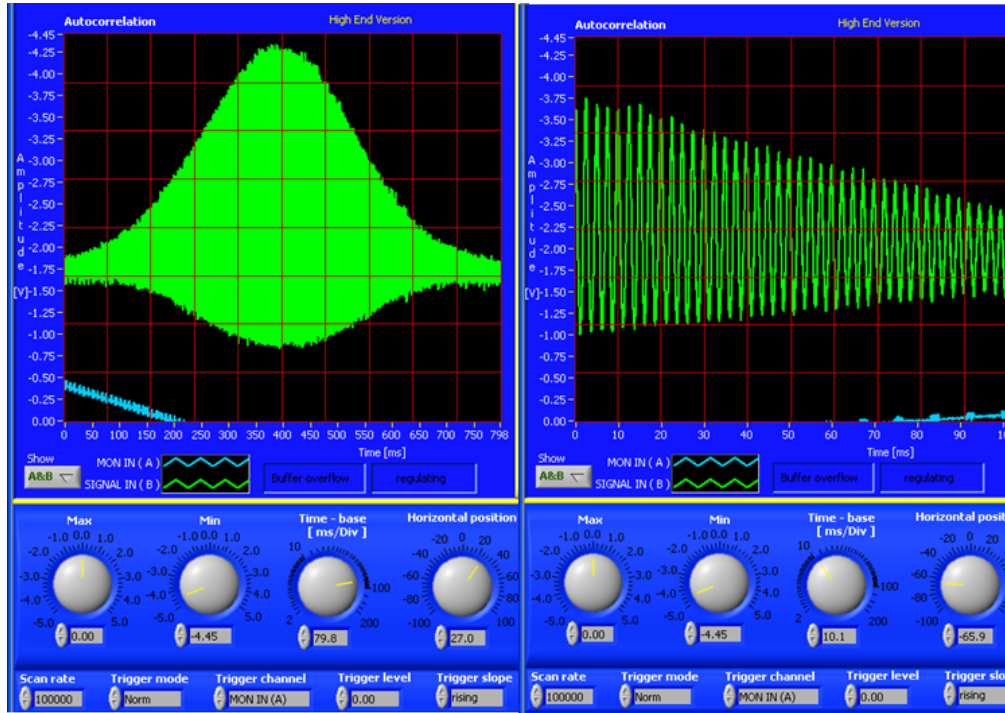 Autocorrelation High End Version
-4.45
-4.25
-4.00
-3.75
-3.50
-3.25
-3.00
-2.75
-2.50
-2.25
-2.00
-1.75
-1.50
-1.25
-1.00
-0.75
-0.50
-0.25
0.00
Amplitude
[V]
0 50 100 150 200 250 300 350 400 450 500 550 600 650 700 798
Time [ms]
Show
A&B
MON IN ( A )
SIGNAL IN ( B )
Buffer overflow
regulating
Max
-5.0 -4.0 -3.0 -2.0 -1.0 0.0 1.0 2.0 3.0 4.0 5.0
0.00
Min
-5.0 -4.0 -3.0 -2.0 -1.0 0.0 1.0 2.0 3.0 4.0 5.0
-4.45
Time - base
[ ms/Div ]
2 10 100 200
79.8
Horizontal position
-100 -80 -60 -40 -20 0 20 40 60 80 100
27.0
Scan rate
100000
Trigger mode
Norm
Trigger channel
MON IN (A)
Trigger level
0.00
Trigger slope
rising
Autocorrelation High End Version
-4.45
-4.25
-4.00
-3.75
-3.50
-3.25
-3.00
-2.75
-2.50
-2.25
-2.00
-1.75
-1.50
-1.25
-1.00
-0.75
-0.50
-0.25
0.00
Amplitude
[V]
0 10 20 30 40 50 60 70 80 90 10
Time [ms]
Show
A&B
MON IN ( A )
SIGNAL IN ( B )
Buffer overflow
regulating
Max
-5.0 -4.0 -3.0 -2.0 -1.0 0.0 1.0 2.0 3.0 4.0 5.0
0.00
Min
-5.0 -4.0 -3.0 -2.0 -1.0 0.0 1.0 2.0 3.0 4.0 5.0
-4.45
Time - base
[ ms/Div ]
2 10 100 200
10.1
Horizontal posit
-100 -80 -60 -40 -20 0 20 40
-65.9
Scan rate
100000
Trigger mode
Norm
Trigger channel
MON IN (A)
Trigger level
0.00
Trigger slo
rising